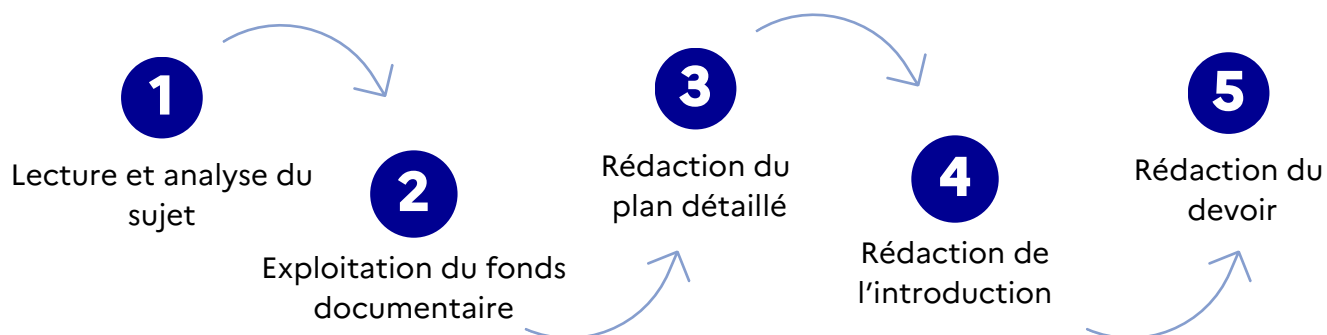 1
Lecture et analyse du
sujet
2
Exploitation du fonds
documentaire
3
Rédaction du
plan détaillé
4
Rédaction de
l'introduction
5
Rédaction du
devoir